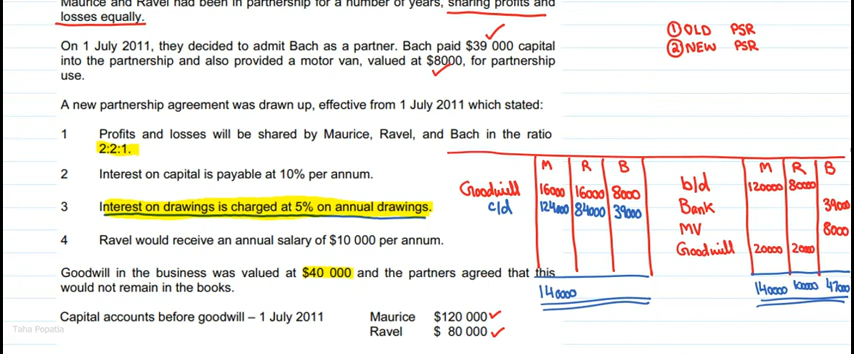 Maurice and Ravel had been in partnership for a number of years, sharing profits and
losses equally.
① OLD PSR
② NEW PSR
On 1 July 2011, they decided to admit Bach as a partner. Bach paid $39 000 capital
into the partnership and also provided a motor van, valued at $8000, for partnership
use.
A new partnership agreement was drawn up, effective from 1 July 2011 which stated:
1 Profits and losses will be shared by Maurice, Ravel, and Bach in the ratio
2:2:1.
2 Interest on capital is payable at 10% per annum.
3 Interest on drawings is charged at 5% on annual drawings.
4 Ravel would receive an annual salary of $10 000 per annum.
Goodwill in the business was valued at $40 000 and the partners agreed that this
would not remain in the books.
Capital accounts before goodwill – 1 July 2011 Maurice $120 000
Ravel $ 80 000
M R B M R B
Goodwill 16000 16000 8000 b/d 120000 80000
c/d 124000 84000 39000 Bank 39000
MV 8000
Goodwill 20000
140000 140000 47000
Taha Popatia